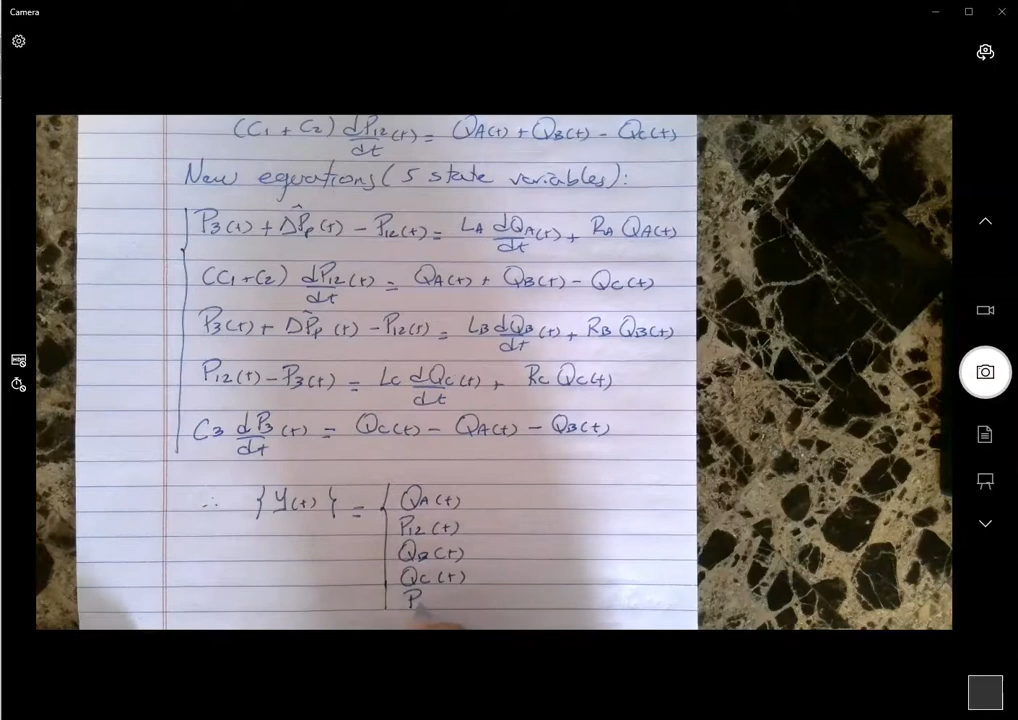 Camera
(C1 + C2) dP12(t)/dt = QA(t) + QB(t) - QC(t)
New equations (5 state variables):
P3(t) + ΔP̂p(t) - P12(t) = LA dQA(t)/dt + RA QA(t)
(C1+C2) dP12(t)/dt = QA(t) + QB(t) - QC(t)
P3(t) + ΔP̂p(t) - P12(t) = LB dQB(t)/dt + RB QB(t)
P12(t) - P3(t) = LC dQC(t)/dt + RC QC(t)
C3 dP3(t)/dt = QC(t) - QA(t) - QB(t)
∴ {y(t)} = { QA(t)
P12(t)
QB(t)
QC(t)
P